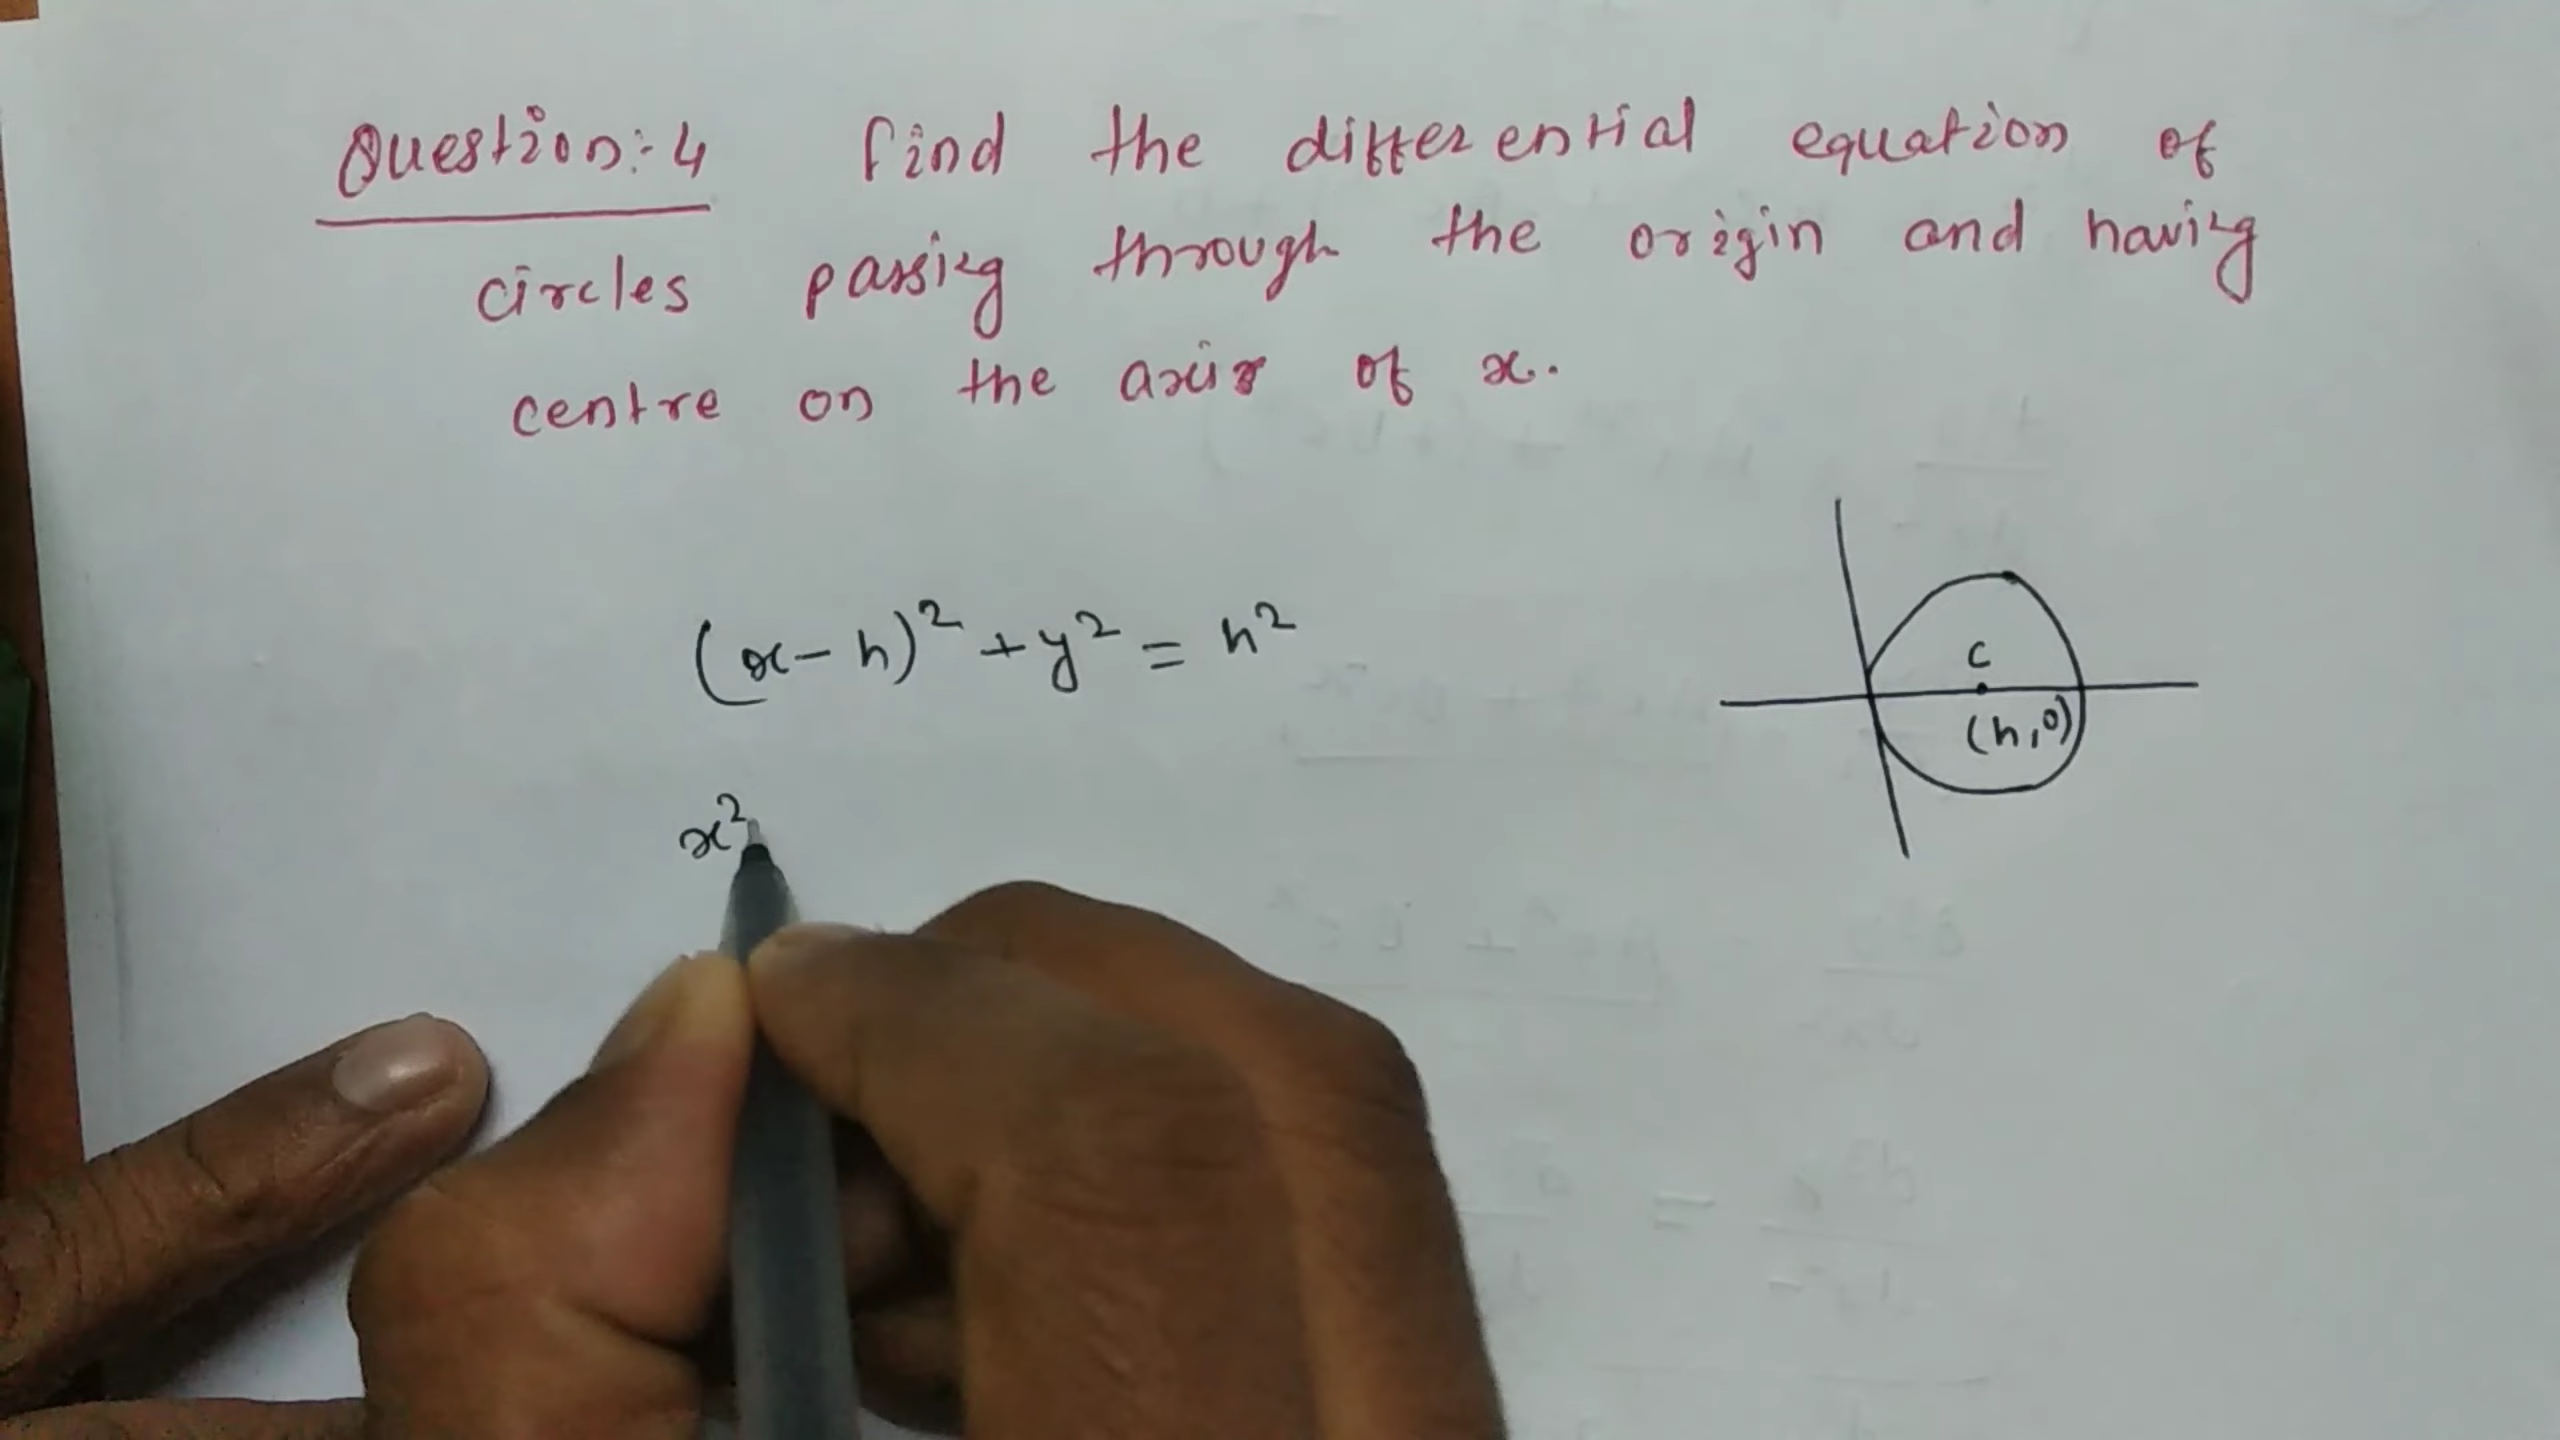 Question:- 4 Find the differential equation of
circles passing through the origin and having
centre on the axis of x.
(x-h)² + y² = h²
C
(h,0)
x²